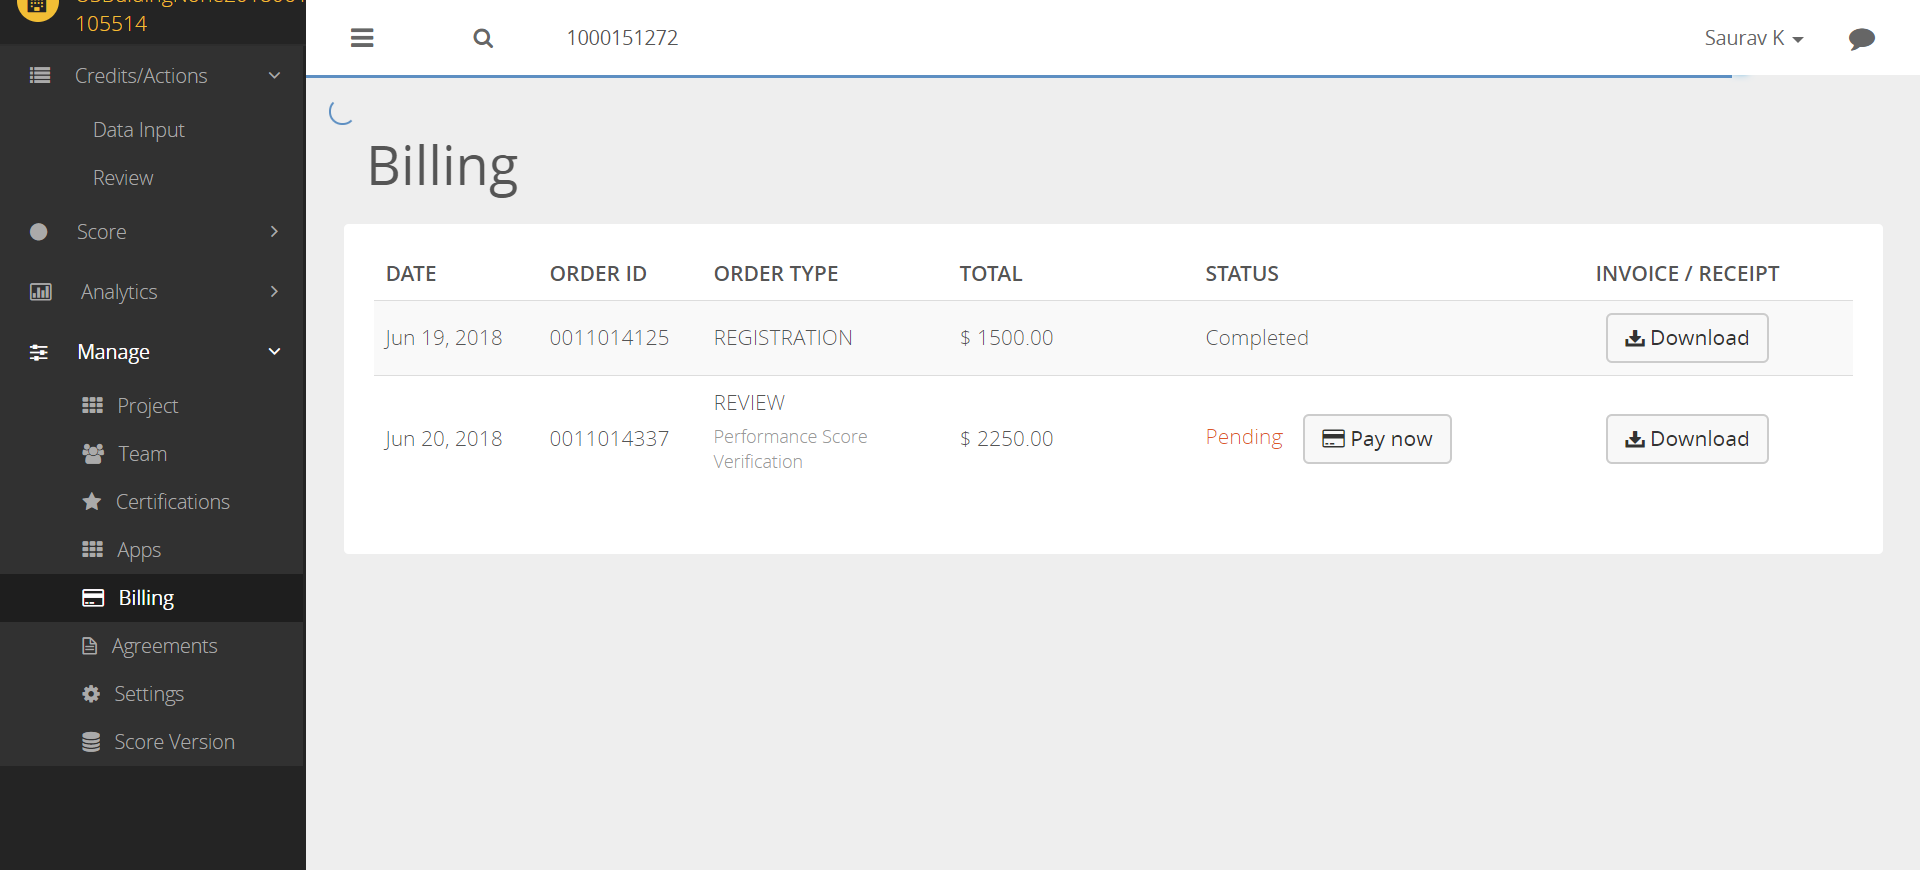 105514
Credits/Actions
Data Input
Review
Score
Analytics
Manage
Project
Team
Certifications
Apps
Billing
Agreements
Settings
Score Version
1000151272
Saurav K
Billing
DATE ORDER ID ORDER TYPE TOTAL STATUS INVOICE / RECEIPT
Jun 19, 2018 0011014125 REGISTRATION $ 1500.00 Completed Download
Jun 20, 2018 0011014337 REVIEW $ 2250.00 Pending Pay now Download
Performance Score
Verification